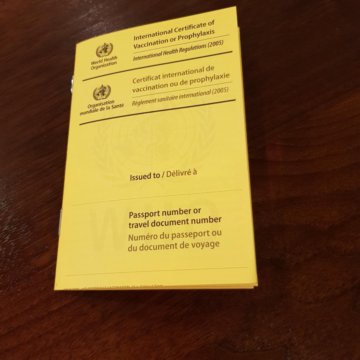 World Health
Organization
International Certificate of
Vaccination or Prophylaxis
International Health Regulations (2005)
Organisation
mondiale de la Santé
Certificat international de
vaccination ou de prophylaxie
Règlement sanitaire international (2005)
Issued to / Délivré à
Passport number or
travel document number
Numéro du passeport ou
du document de voyage